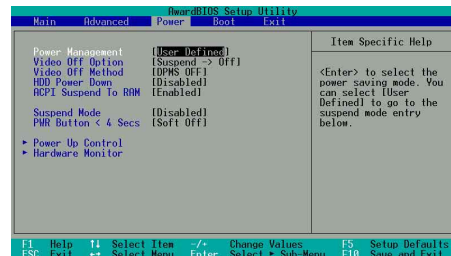 AwardBIOS Setup Utility
Main Advanced Power Boot Exit
Power Management [User Defined]
Video Off Option [Suspend -> Off]
Video Off Method [DPMS OFF]
HDD Power Down [Disabled]
ACPI Suspend To RAM [Enabled]
Suspend Mode [Disabled]
PWR Button < 4 Secs [Soft Off]
▸ Power Up Control
▸ Hardware Monitor
Item Specific Help
<Enter> to select the
power saving mode. You
can select [User
Defined] to go to the
suspend mode entry
below.
F1 Help ↑↓ Select Item -/+ Change Values F5 Setup Defaults
ESC Exit ←→ Select Menu Enter Select ▸ Sub-Menu F10 Save and Exit